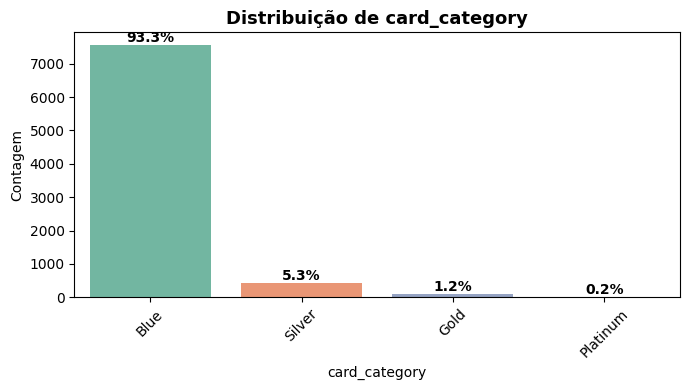 Distribuição de card_category
Contagem
7000
6000
5000
4000
3000
2000
1000
0
93.3%
5.3%
1.2%
0.2%
Blue
Silver
Gold
Platinum
card_category